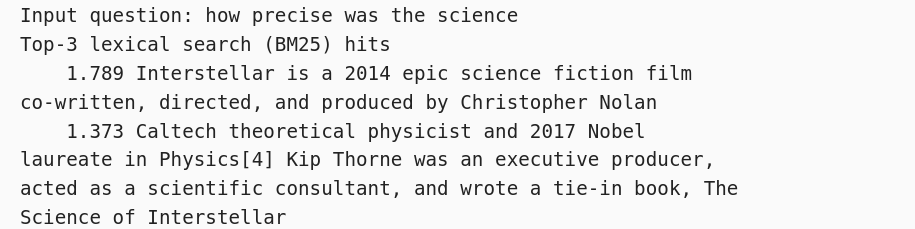 Input question: how precise was the science
Top-3 lexical search (BM25) hits
1.789 Interstellar is a 2014 epic science fiction film
co-written, directed, and produced by Christopher Nolan
1.373 Caltech theoretical physicist and 2017 Nobel
laureate in Physics[4] Kip Thorne was an executive producer,
acted as a scientific consultant, and wrote a tie-in book, The
Science of Interstellar